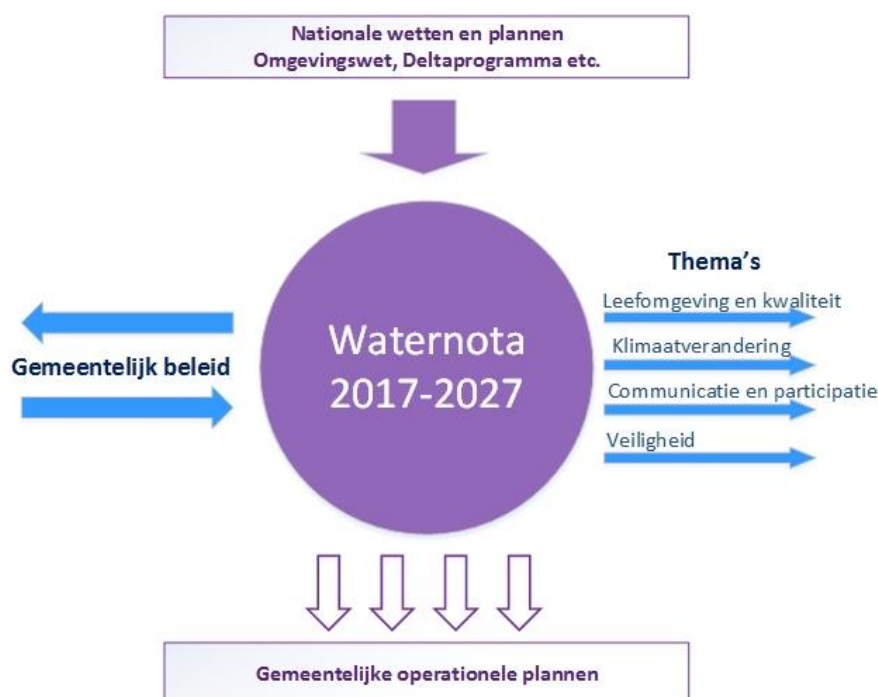 Nationale wetten en plannen
Omgevingswet, Deltaprogramma etc.
Gemeentelijk beleid
Waternota
2017-2027
Thema's
Leefomgeving en kwaliteit
Klimaatverandering
Communicatie en participatie
Veiligheid
Gemeentelijke operationele plannen